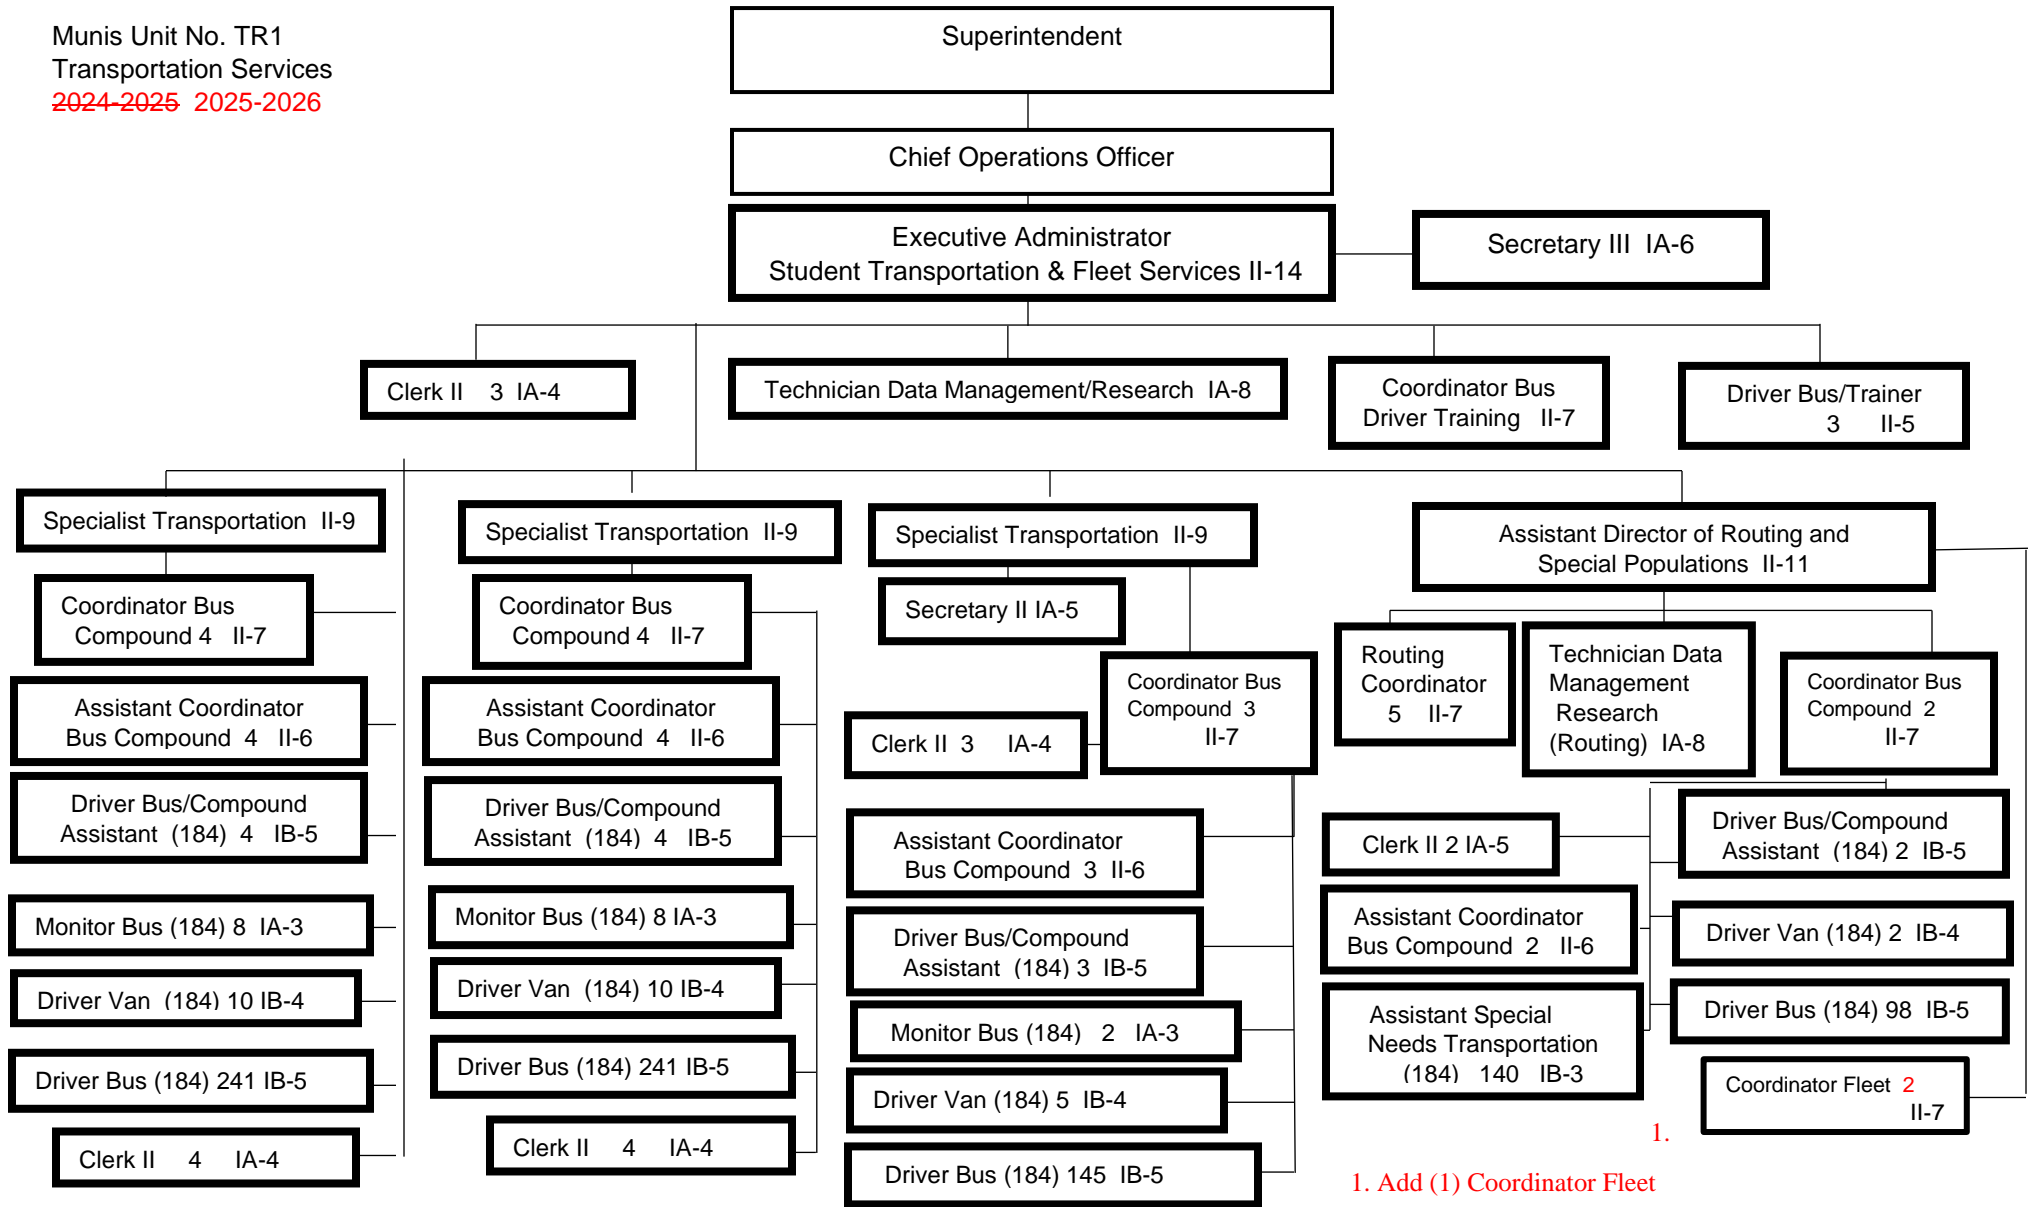 Munis Unit No. TR1
Transportation Services
2024-2025 2025-2026
Superintendent
Chief Operations Officer
Executive Administrator
Student Transportation & Fleet Services II-14
Secretary III IA-6
Clerk II 3 IA-4
Technician Data Management/Research IA-8
Coordinator Bus
Driver Training II-7
Driver Bus/Trainer
3 II-5
Specialist Transportation II-9
Coordinator Bus
Compound 4 II-7
Assistant Coordinator
Bus Compound 4 II-6
Driver Bus/Compound
Assistant (184) 4 IB-5
Monitor Bus (184) 8 IA-3
Driver Van (184) 10 IB-4
Driver Bus (184) 241 IB-5
Clerk II 4 IA-4
Specialist Transportation II-9
Coordinator Bus
Compound 4 II-7
Assistant Coordinator
Bus Compound 4 II-6
Driver Bus/Compound
Assistant (184) 4 IB-5
Monitor Bus (184) 8 IA-3
Driver Van (184) 10 IB-4
Driver Bus (184) 241 IB-5
Clerk II 4 IA-4
Specialist Transportation II-9
Secretary II IA-5
Coordinator Bus
Compound 3
II-7
Clerk II 3 IA-4
Assistant Coordinator
Bus Compound 3 II-6
Driver Bus/Compound
Assistant (184) 3 IB-5
Monitor Bus (184) 2 IA-3
Driver Van (184) 5 IB-4
Driver Bus (184) 145 IB-5
Assistant Director of Routing and
Special Populations II-11
Routing
Coordinator
5 II-7
Technician Data
Management
Research
(Routing) IA-8
Coordinator Bus
Compound 2
II-7
Clerk II 2 IA-5
Driver Bus/Compound
Assistant (184) 2 IB-5
Assistant Coordinator
Bus Compound 2 II-6
Driver Van (184) 2 IB-4
Assistant Special
Needs Transportation
(184) 140 IB-3
Driver Bus (184) 98 IB-5
Coordinator Fleet 2
II-7
1.
1. Add (1) Coordinator Fleet